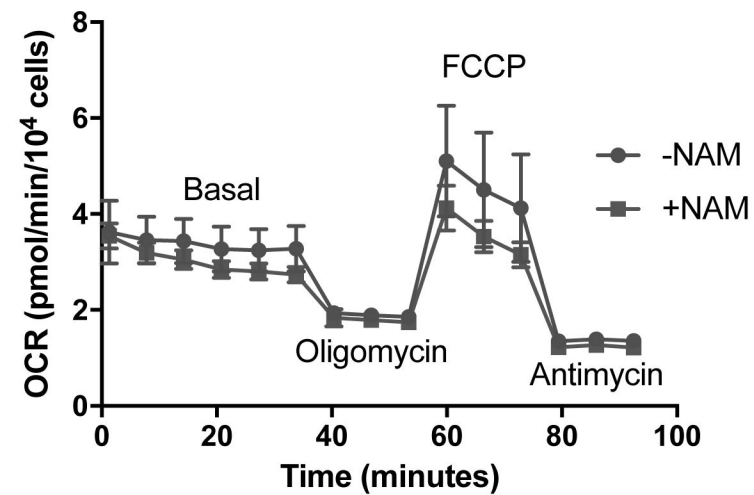 8
FCCP
6
-NAM
Basal
+NAM
4
OCR (pmol/min/10⁴ cells)
2
Oligomycin
Antimycin
0
0 20 40 60 80 100
Time (minutes)